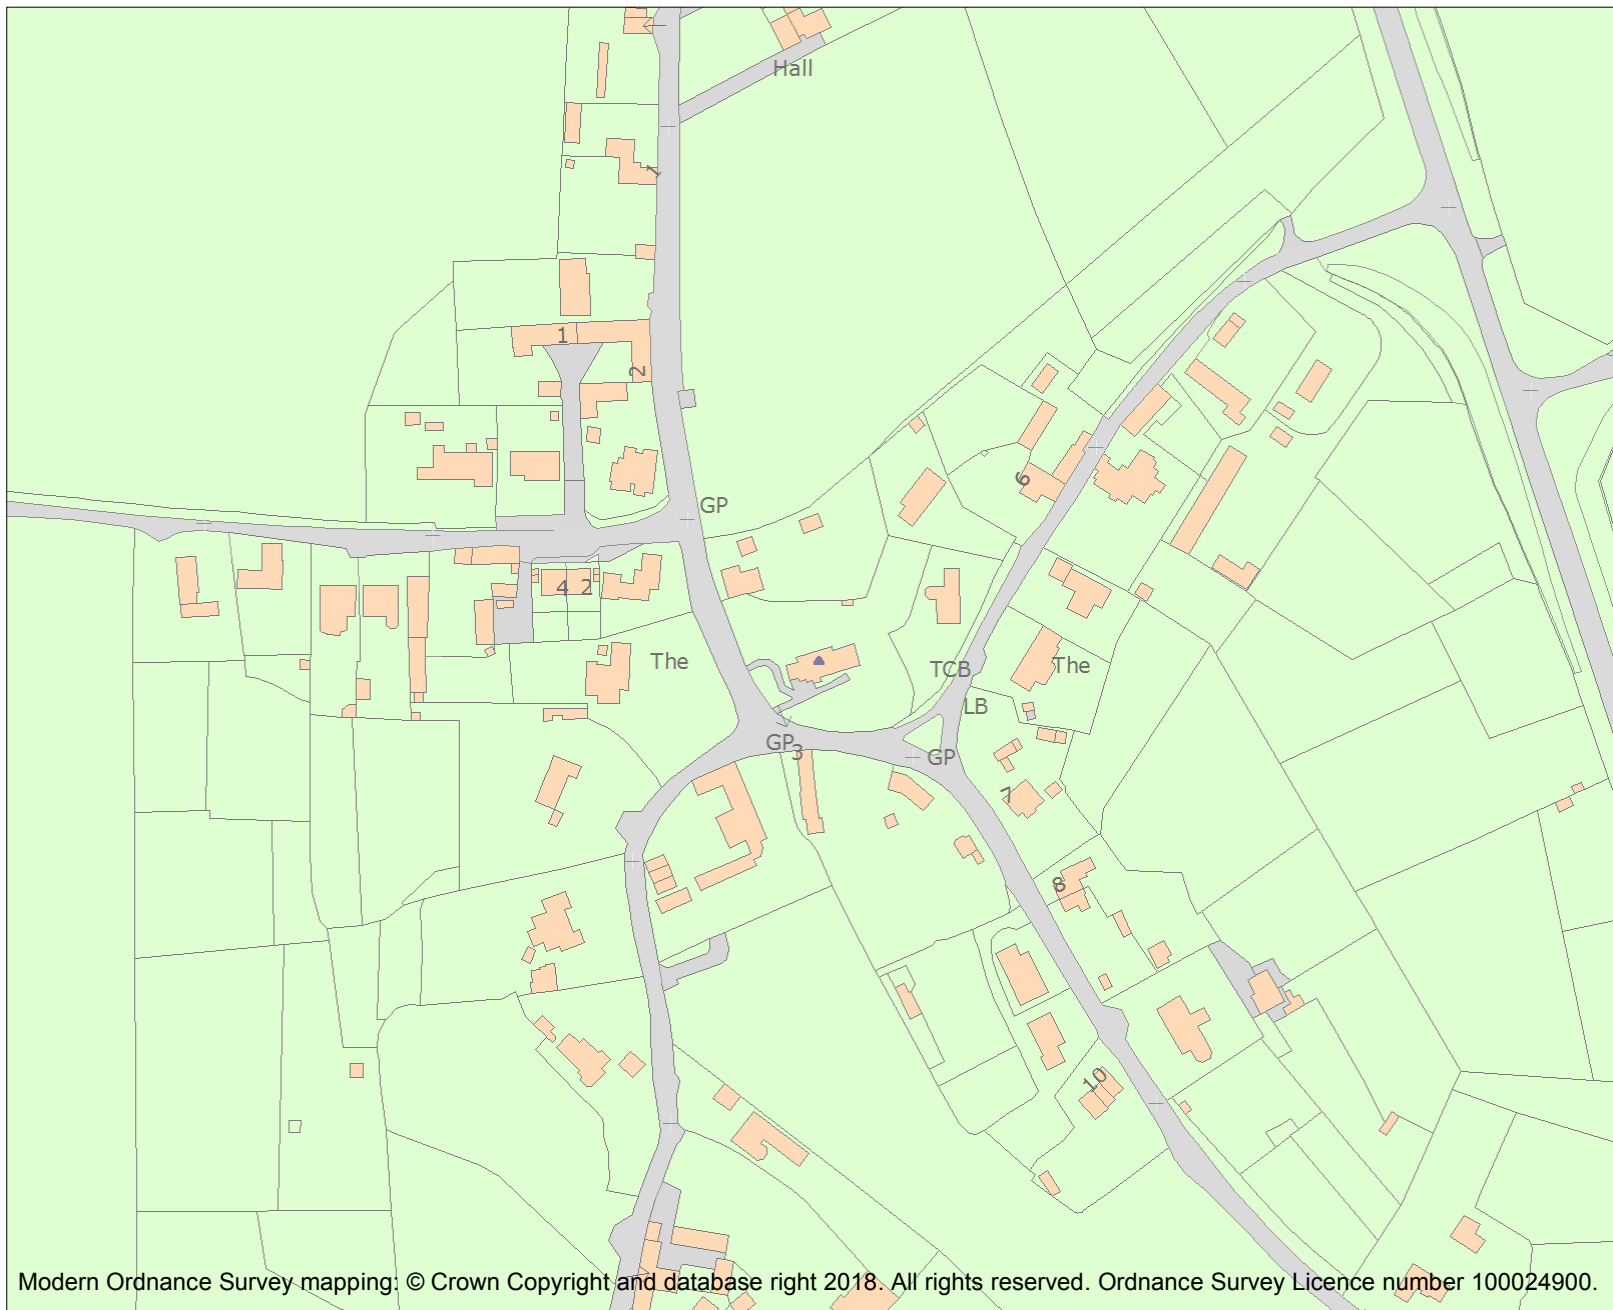 Hall
1
1
2
GP
6
4 2
The
TCB
The
LB
GP
3
GP
7
8
10
Modern Ordnance Survey mapping: © Crown Copyright and database right 2018. All rights reserved. Ordnance Survey Licence number 100024900.